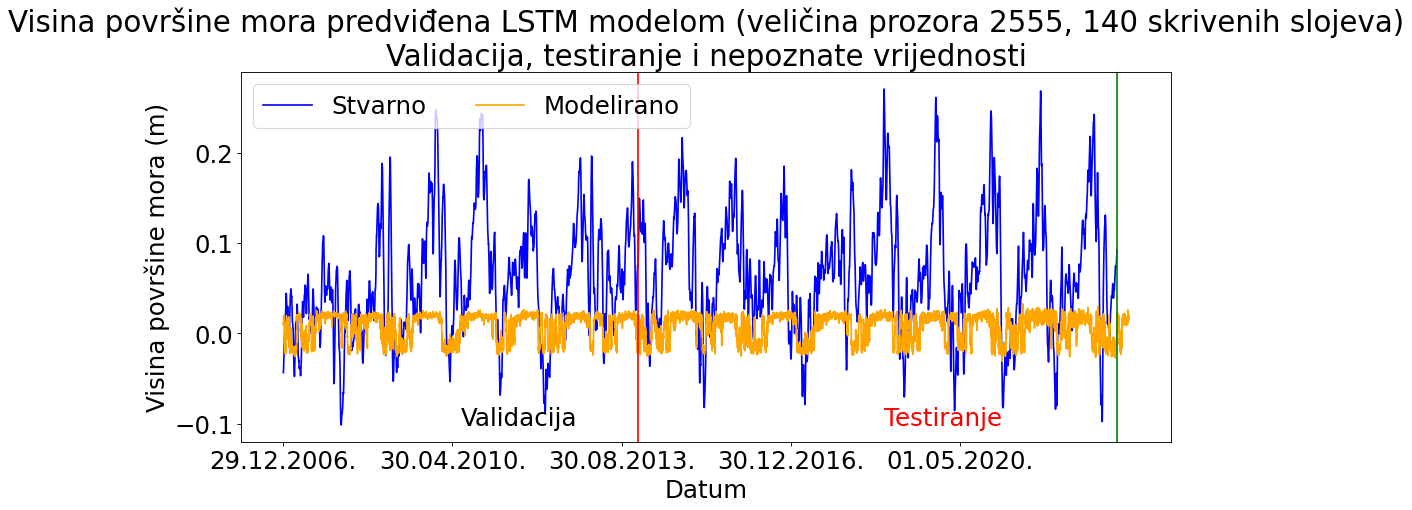 Visina površine mora predviđena LSTM modelom (veličina prozora 2555, 140 skrivenih slojeva)
Validacija, testiranje i nepoznate vrijednosti
Stvarno
Modelirano
Visina površine mora (m)
0.2
0.1
0.0
−0.1
Validacija
Testiranje
29.12.2006.
30.04.2010.
30.08.2013.
30.12.2016.
01.05.2020.
Datum